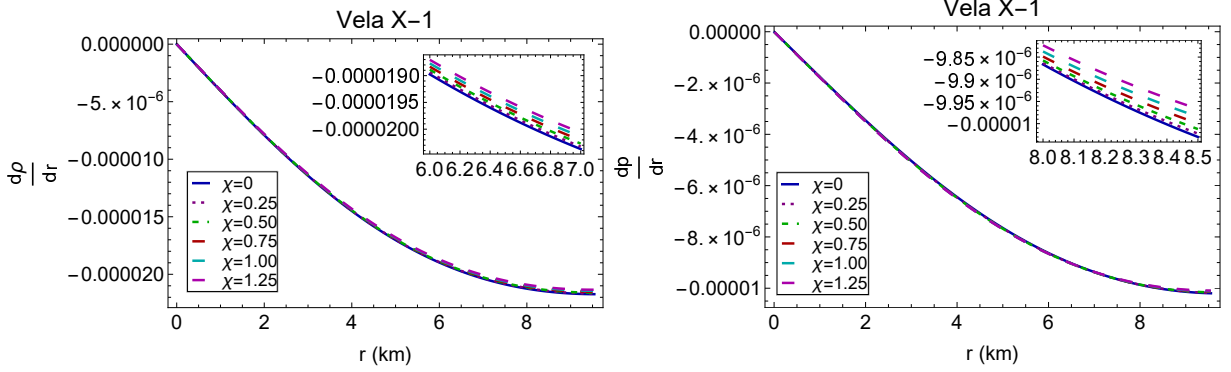 Vela X−1
0.000000
−5.×10⁻⁶
−0.000010
−0.000015
−0.000020
dρ
dr
−0.0000190
−0.0000195
−0.0000200
6.0 6.2 6.4 6.6 6.8 7.0
χ=0
χ=0.25
χ=0.50
χ=0.75
χ=1.00
χ=1.25
0 2 4 6 8
r (km)
Vela X−1
0
−2.×10⁻⁶
−4.×10⁻⁶
−6.×10⁻⁶
−8.×10⁻⁶
−0.00001
dp
dr
−9.85×10⁻⁶
−9.9×10⁻⁶
−9.95×10⁻⁶
−0.00001
8.0 8.1 8.2 8.3 8.4 8.5
χ=0
χ=0.25
χ=0.50
χ=0.75
χ=1.00
χ=1.25
0 2 4 6 8
r (km)